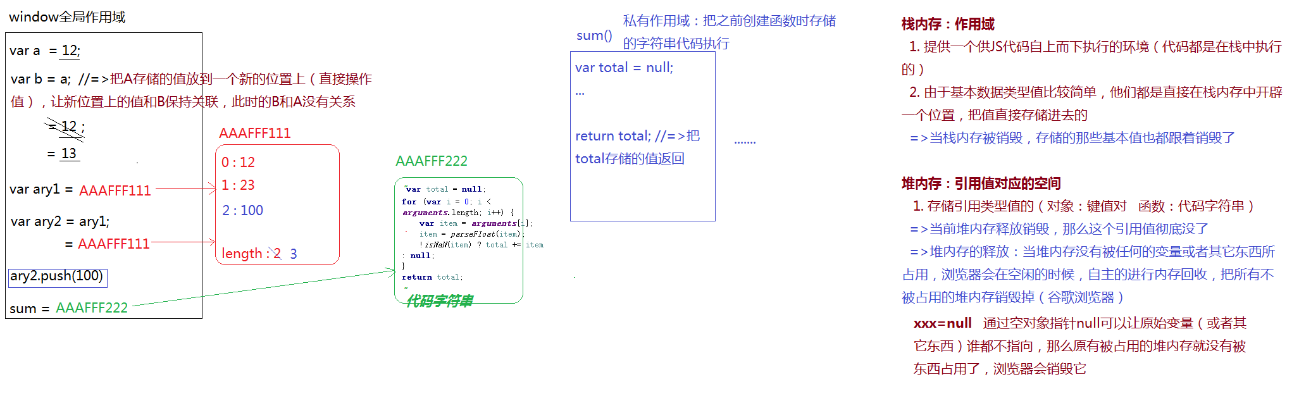 window全局作用域
var a = 12;
var b = a; //=>把A存储的值放到一个新的位置上（直接操作
值），让新位置上的值和B保持关联，此时的B和A没有关系
= 12 ;
= 13
var ary1 = AAAFFF111
var ary2 = ary1;
= AAAFFF111
ary2.push(100)
sum = AAAFFF222
AAAFFF111
0 : 12
1 : 23
2 : 100
length : 2 3
AAAFFF222
"var total = null;
for (var i = 0; i <
arguments.length; i++) {
var item = arguments[i];
item = parseFloat(item);
!isNaN(item) ? total += item
: null;
}
return total;
"
代码字符串
私有作用域：把之前创建函数时存储
的字符串代码执行
sum()
var total = null;
...
return total; //=>把
total存储的值返回
.......
栈内存：作用域
1. 提供一个供JS代码自上而下执行的环境（代码都是在栈中执行
的）
2. 由于基本数据类型值比较简单，他们都是直接在栈内存中开辟
一个位置，把值直接存储进去的
=>当栈内存被销毁，存储的那些基本值也都跟着销毁了
堆内存：引用值对应的空间
1. 存储引用类型值的（对象：键值对 函数：代码字符串）
=>当前堆内存释放销毁，那么这个引用值彻底没了
=>堆内存的释放：当堆内存没有被任何的变量或者其它东西所
占用，浏览器会在空闲的时候，自主的进行内存回收，把所有不
被占用的堆内存销毁掉（谷歌浏览器）
xxx=null 通过空对象指针null可以让原始变量（或者其
它东西）谁都不指向，那么原有被占用的堆内存就没有被
东西占用了，浏览器会销毁它